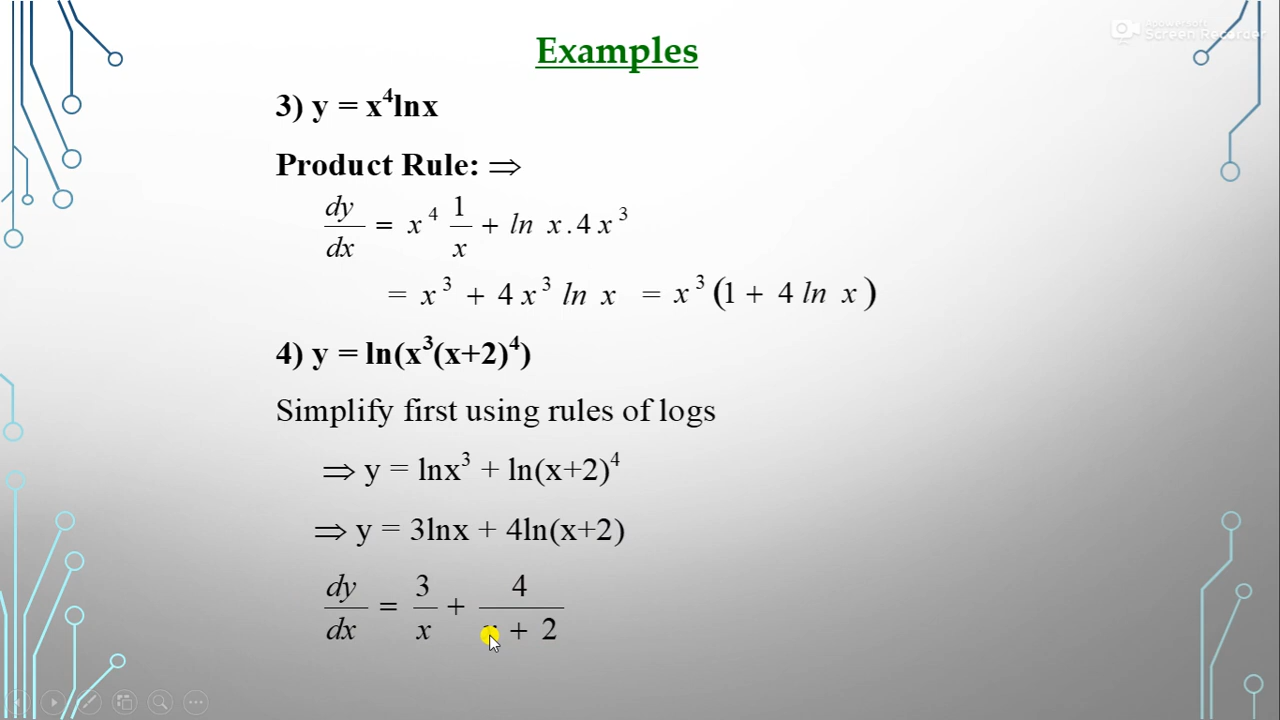 Examples
3) y = x⁴lnx
Product Rule: ⇒
dy/dx = x⁴ 1/x + ln x.4x³
= x³ + 4x³ ln x = x³(1 + 4 ln x)
4) y = ln(x³(x+2)⁴)
Simplify first using rules of logs
⇒ y = lnx³ + ln(x+2)⁴
⇒ y = 3lnx + 4ln(x+2)
dy/dx = 3/x + 4/(x + 2)
Screen Recorder